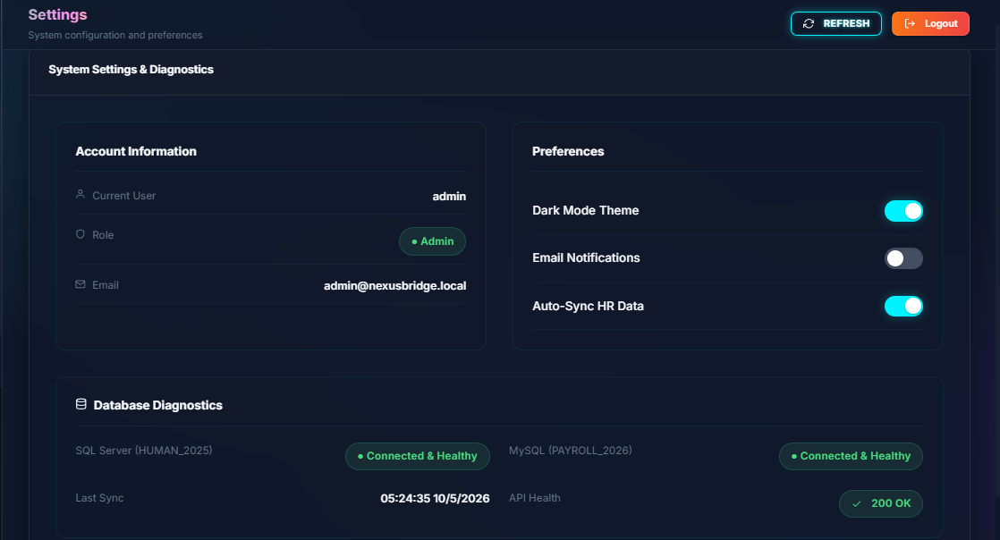 Settings
System configuration and preferences
REFRESH
Logout
System Settings & Diagnostics
Account Information
Current User
admin
Role
Admin
Email
admin@nexusbridge.local
Preferences
Dark Mode Theme
Email Notifications
Auto-Sync HR Data
Database Diagnostics
SQL Server (HUMAN_2025)
Connected & Healthy
MySQL (PAYROLL_2026)
Connected & Healthy
Last Sync
05:24:35 10/5/2026
API Health
200 OK